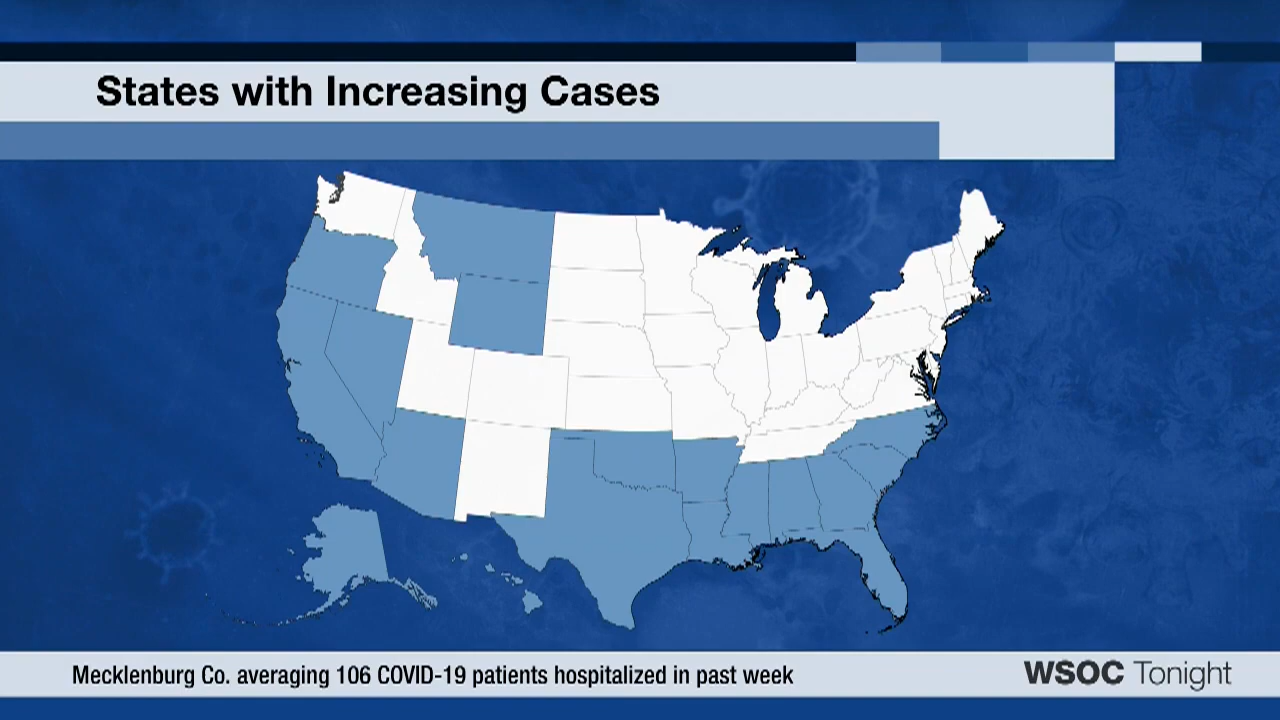 States with Increasing Cases
Mecklenburg Co. averaging 106 COVID-19 patients hospitalized in past week
WSOC Tonight